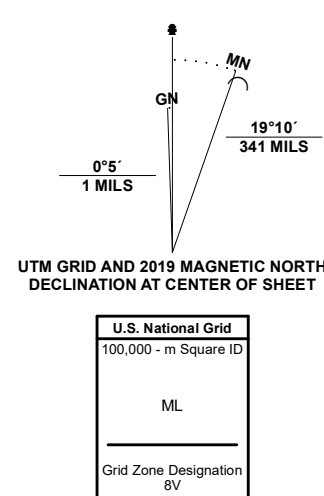 MN
GN
19°10´
341 MILS
0°5´
1 MILS
UTM GRID AND 2019 MAGNETIC NORTH
DECLINATION AT CENTER OF SHEET
U.S. National Grid
100,000 - m Square ID
ML
Grid Zone Designation
8V